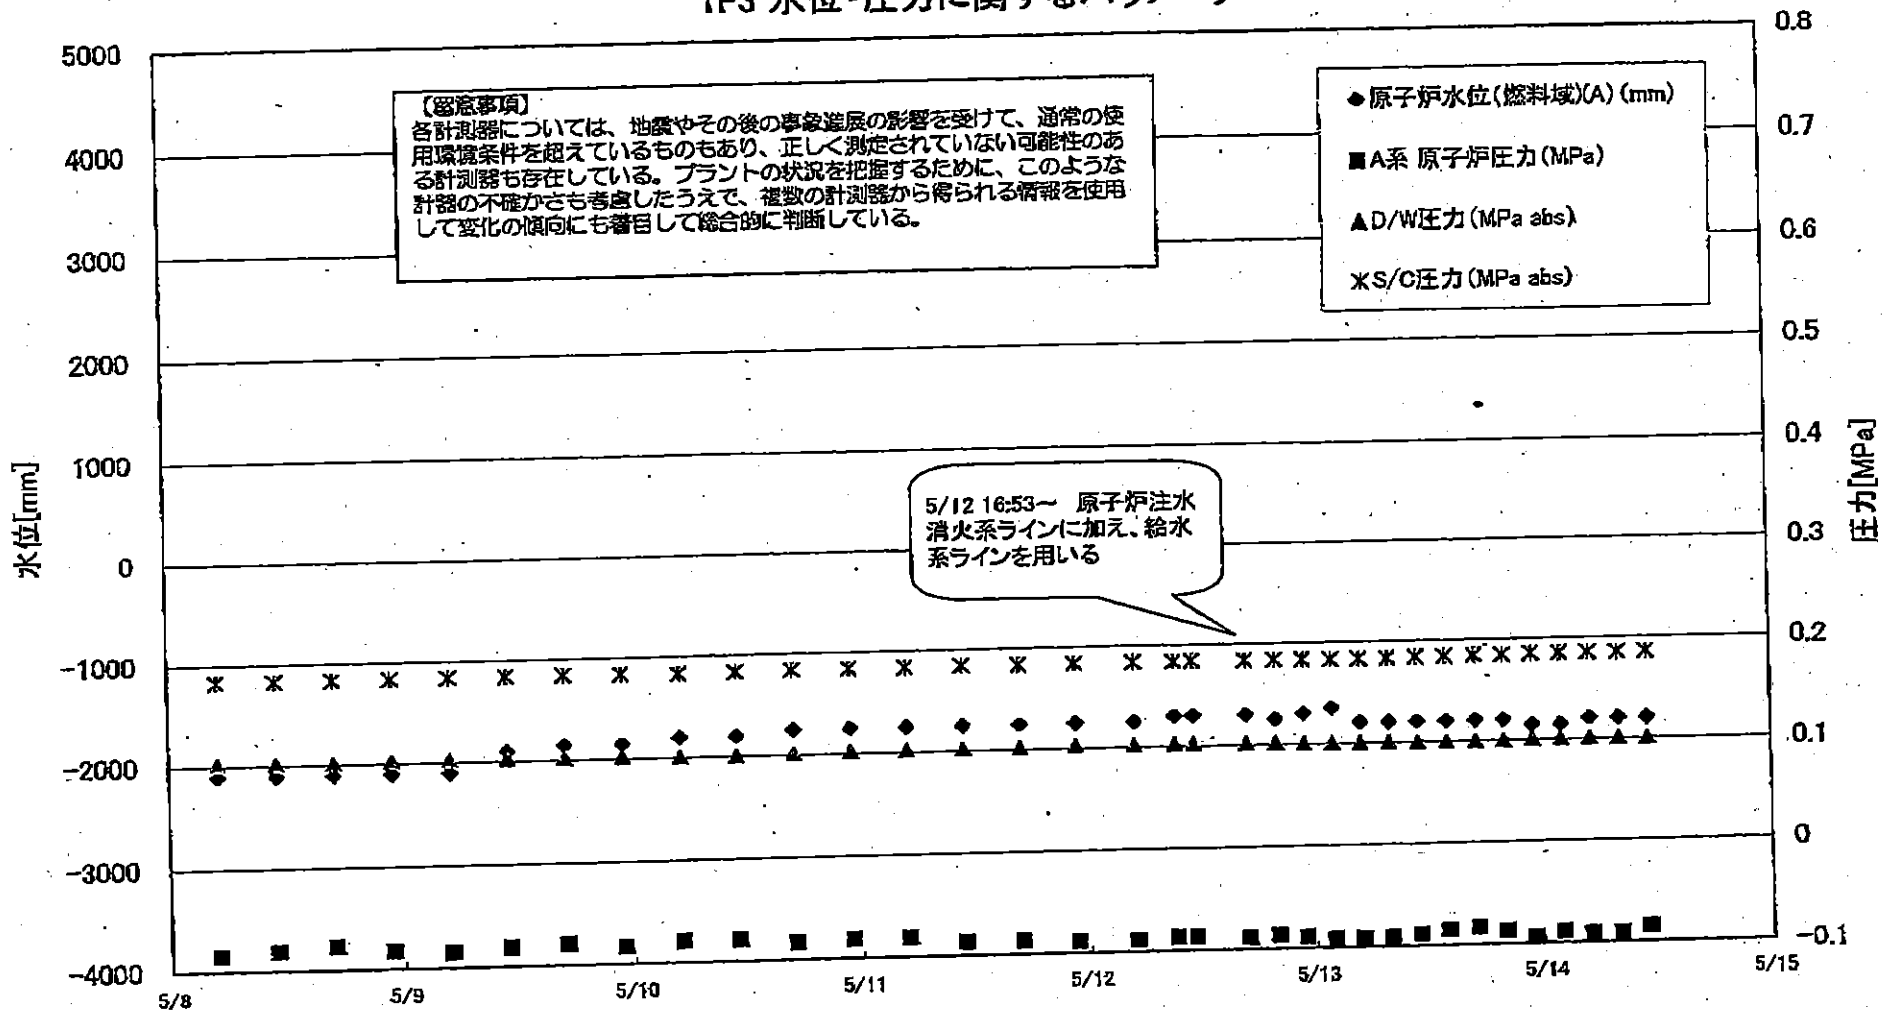 1F3 水位・圧力に関するパラメータ
5000
4000
3000
2000
1000
0
-1000
-2000
-3000
-4000
水位[mm]
【留意事項】
各計測器については、地震やその後の事象進展の影響を受けて、通常の使
用環境条件を超えているものもあり、正しく測定されていない可能性のあ
る計測器も存在している。プラントの状況を把握するために、このような
計器の不確かさも考慮したうえで、複数の計測器から得られる情報を使用
して変化の傾向にも着目して総合的に判断している。
◆原子炉水位(燃料域)(A)(mm)
■A系 原子炉圧力(MPa)
▲D/W圧力(MPa abs)
＊S/C圧力(MPa abs)
5/12 16:53～ 原子炉注水
消火系ラインに加え、給水
系ラインを用いる
0.8
0.7
0.6
0.5
0.4
0.3
0.2
0.1
0
-0.1
圧力[MPa]
5/8
5/9
5/10
5/11
5/12
5/13
5/14
5/15